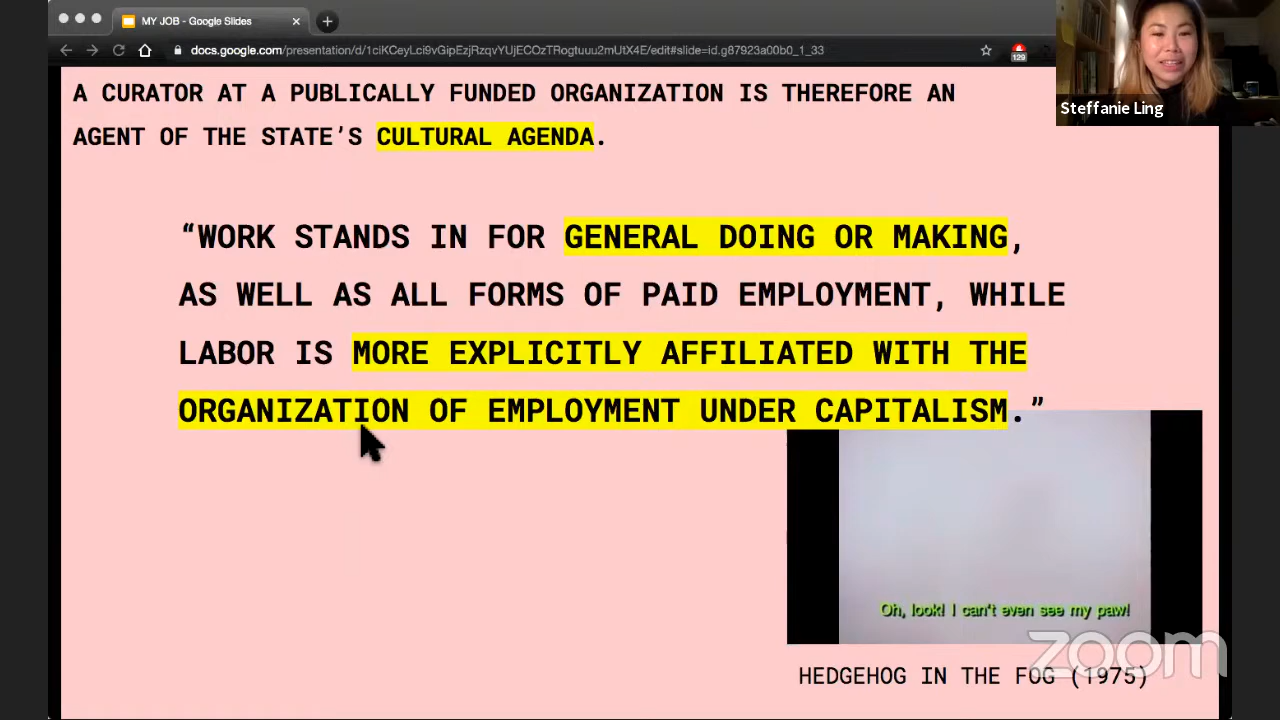 MY JOB - Google Slides
docs.google.com/presentation/d/1ciKCeyLci9vGipEzjRzqvYUjECOzTRogtuuu2mUtX4E/edit#slide=id.g87923a00b0_1_33
129
Steffanie Ling
A CURATOR AT A PUBLICALLY FUNDED ORGANIZATION IS THEREFORE AN
AGENT OF THE STATE’S CULTURAL AGENDA.
“WORK STANDS IN FOR GENERAL DOING OR MAKING,
AS WELL AS ALL FORMS OF PAID EMPLOYMENT, WHILE
LABOR IS MORE EXPLICITLY AFFILIATED WITH THE
ORGANIZATION OF EMPLOYMENT UNDER CAPITALISM.”
Oh, look! I can't even see my paw!
zoom
HEDGEHOG IN THE FOG (1975)